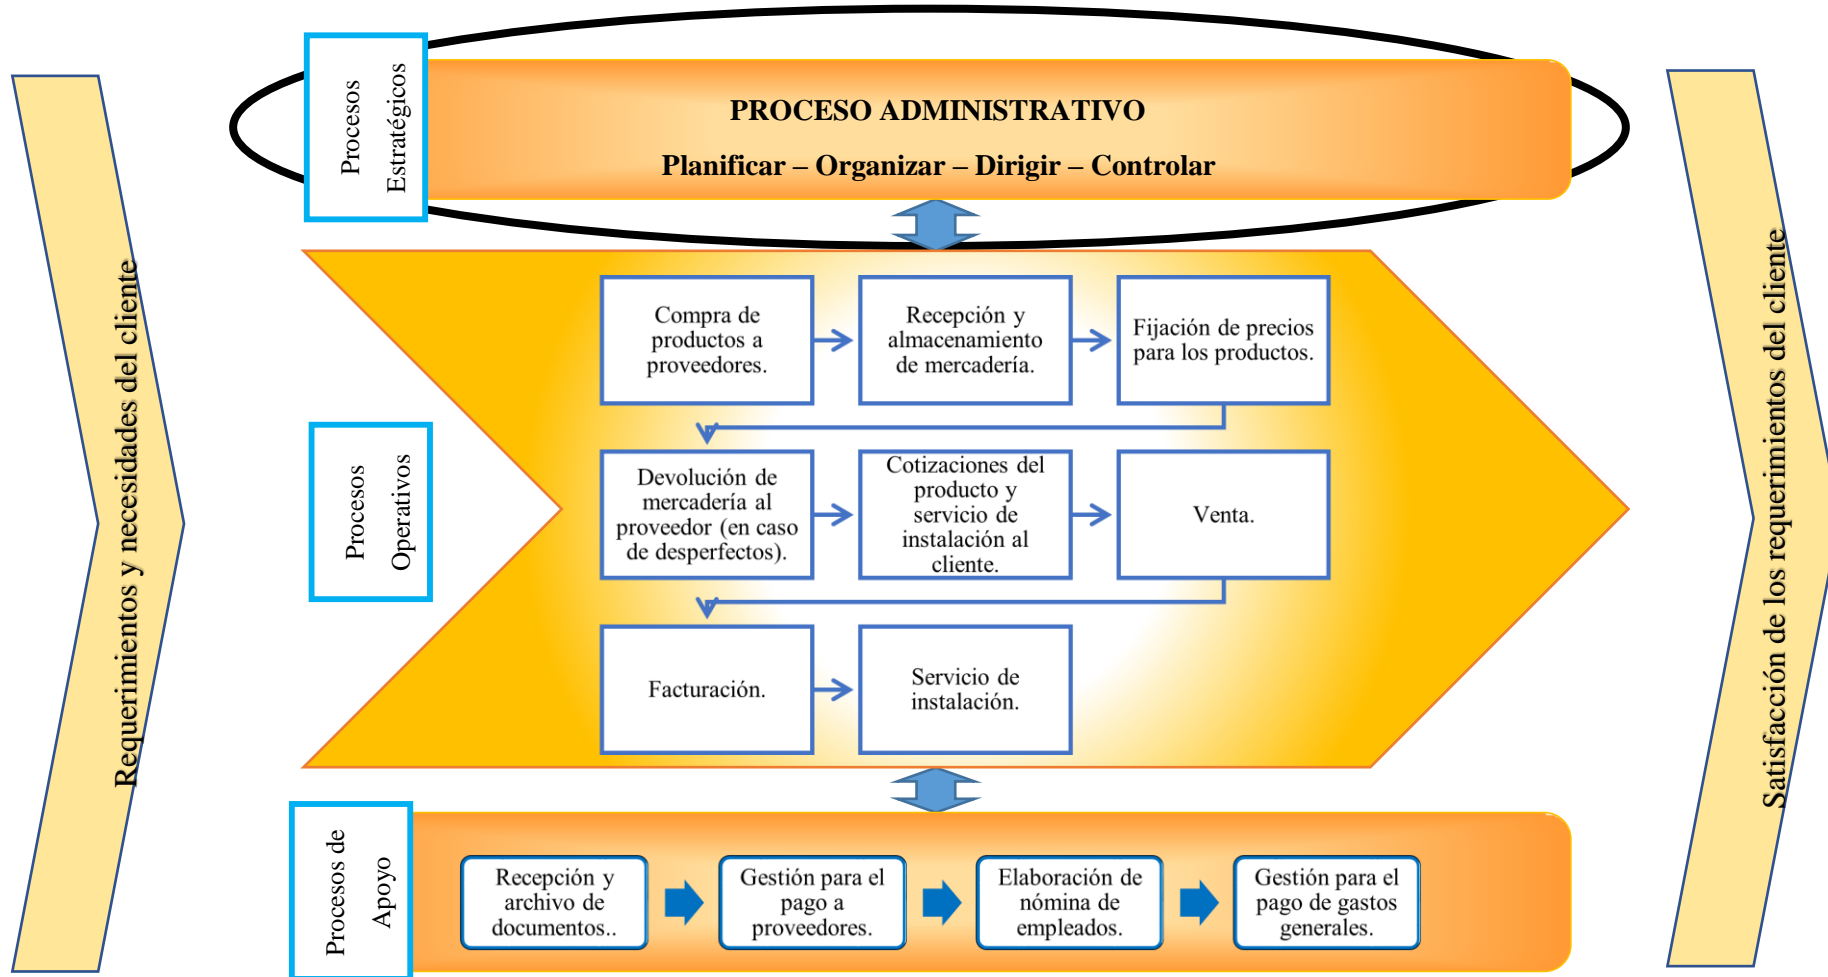 Requerimientos y necesidades del cliente
Procesos
Estratégicos
PROCESO ADMINISTRATIVO
Planificar – Organizar – Dirigir – Controlar
Procesos
Operativos
Compra de
productos a
proveedores.
Recepción y
almacenamiento
de mercadería.
Fijación de precios
para los productos.
Devolución de
mercadería al
proveedor (en caso
de desperfectos).
Cotizaciones del
producto y
servicio de
instalación al
cliente.
Venta.
Facturación.
Servicio de
instalación.
Procesos de
Apoyo
Recepción y
archivo de
documentos..
Gestión para el
pago a
proveedores.
Elaboración de
nómina de
empleados.
Gestión para el
pago de gastos
generales.
Satisfacción de los requerimientos del cliente